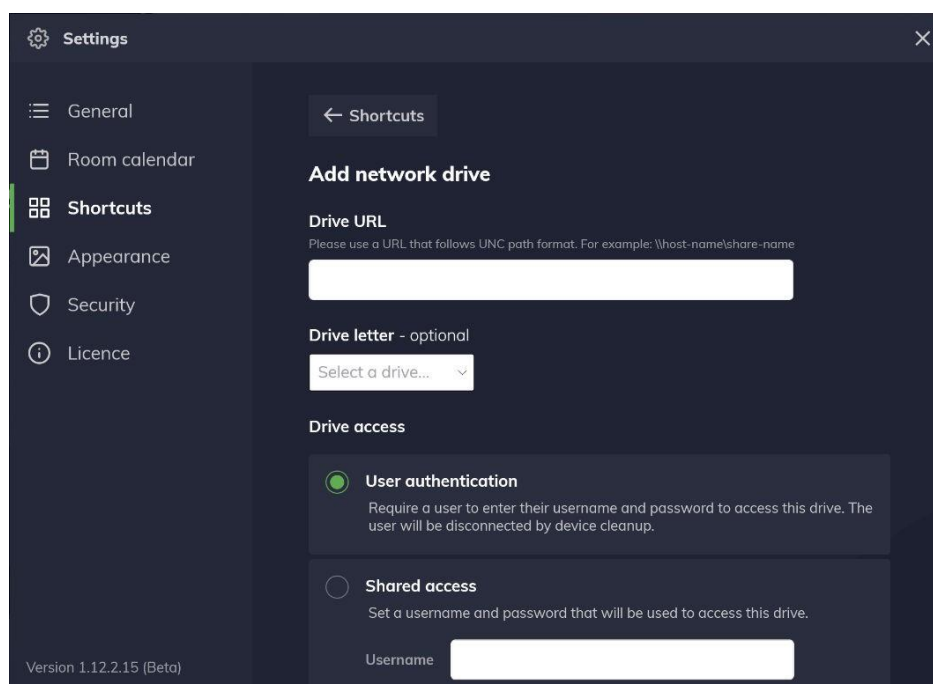 Settings
General
Room calendar
Shortcuts
Appearance
Security
Licence
Version 1.12.2.15 (Beta)
Shortcuts
Add network drive
Drive URL
Please use a URL that follows UNC path format. For example: \\host-name\share-name
Drive letter - optional
Select a drive...
Drive access
User authentication
Require a user to enter their username and password to access this drive. The
user will be disconnected by device cleanup.
Shared access
Set a username and password that will be used to access this drive.
Username